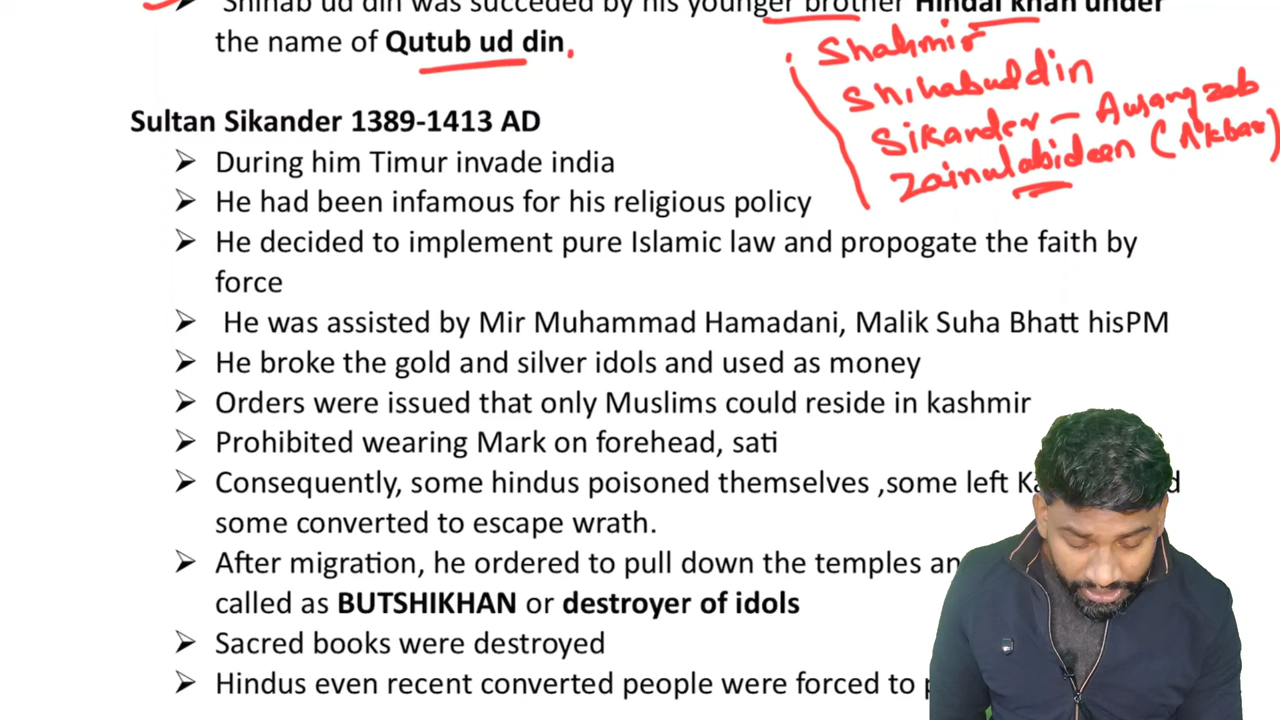 Shihab ud din was succeded by his younger brother Hindal khan under
the name of Qutub ud din.
Shahmir
Shihabuddin
Sikander - Aurangzab
Zainulabideen (Akbar)
Sultan Sikander 1389-1413 AD
➢ During him Timur invade india
➢ He had been infamous for his religious policy
➢ He decided to implement pure Islamic law and propogate the faith by
force
➢ He was assisted by Mir Muhammad Hamadani, Malik Suha Bhatt hisPM
➢ He broke the gold and silver idols and used as money
➢ Orders were issued that only Muslims could reside in kashmir
➢ Prohibited wearing Mark on forehead, sati
➢ Consequently, some hindus poisoned themselves ,some left
some converted to escape wrath.
➢ After migration, he ordered to pull down the temples
called as BUTSHIKHAN or destroyer of idols
➢ Sacred books were destroyed
➢ Hindus even recent converted people were forced to